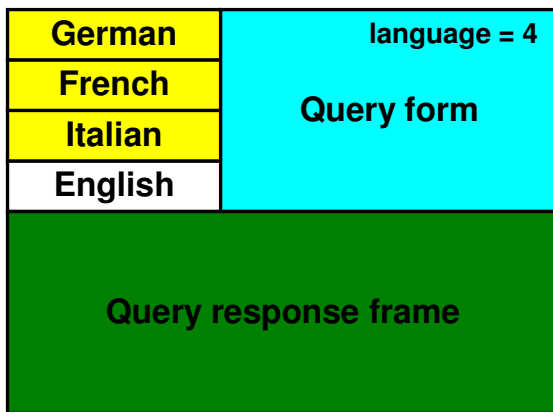 German
French
Italian
English
language = 4
Query form
Query response frame